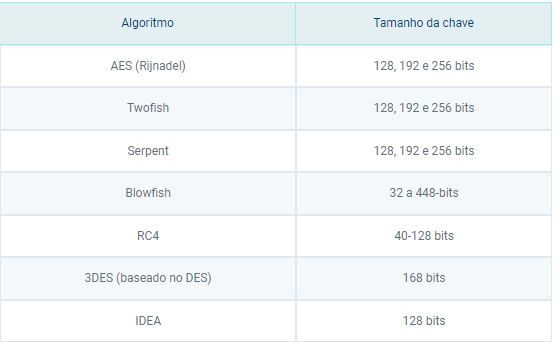 Algoritmo Tamanho da chave
AES (Rijnadel) 128, 192 e 256 bits
Twofish 128, 192 e 256 bits
Serpent 128, 192 e 256 bits
Blowfish 32 a 448-bits
RC4 40-128 bits
3DES (baseado no DES) 168 bits
IDEA 128 bits